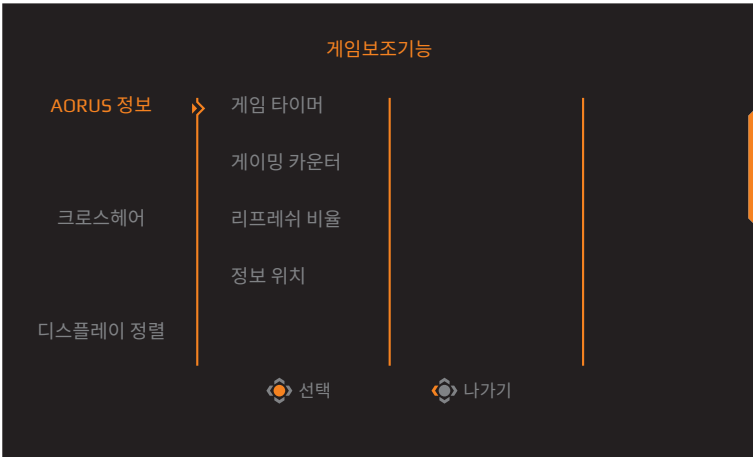 게임보조기능
AORUS 정보
게임 타이머
게이밍 카운터
크로스헤어
리프레쉬 비율
정보 위치
디스플레이 정렬
선택
나가기